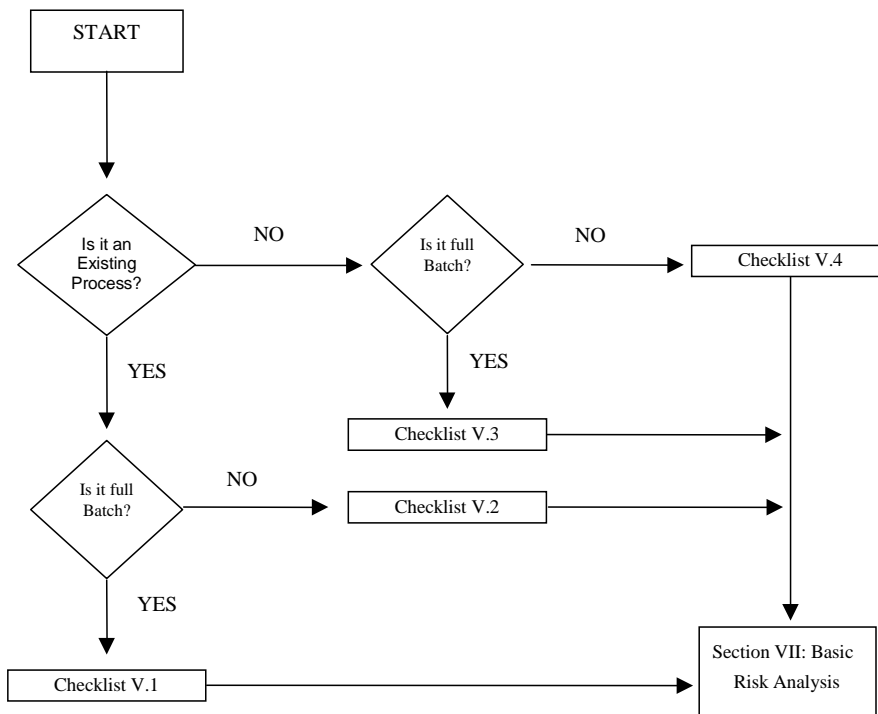 START
Is it an
Existing
Process?
NO
Is it full
Batch?
NO
Checklist V.4
YES
YES
Checklist V.3
Is it full
Batch?
NO
Checklist V.2
YES
Checklist V.1
Section VII: Basic
Risk Analysis